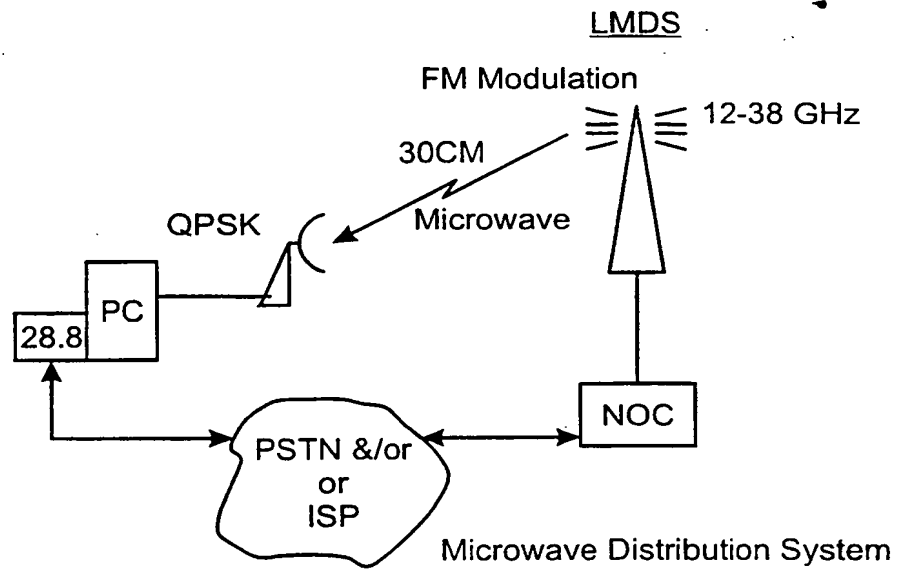 LMDS
FM Modulation
12-38 GHz
30CM
Microwave
QPSK
PC
28.8
NOC
PSTN &/or
or
ISP
Microwave Distribution System